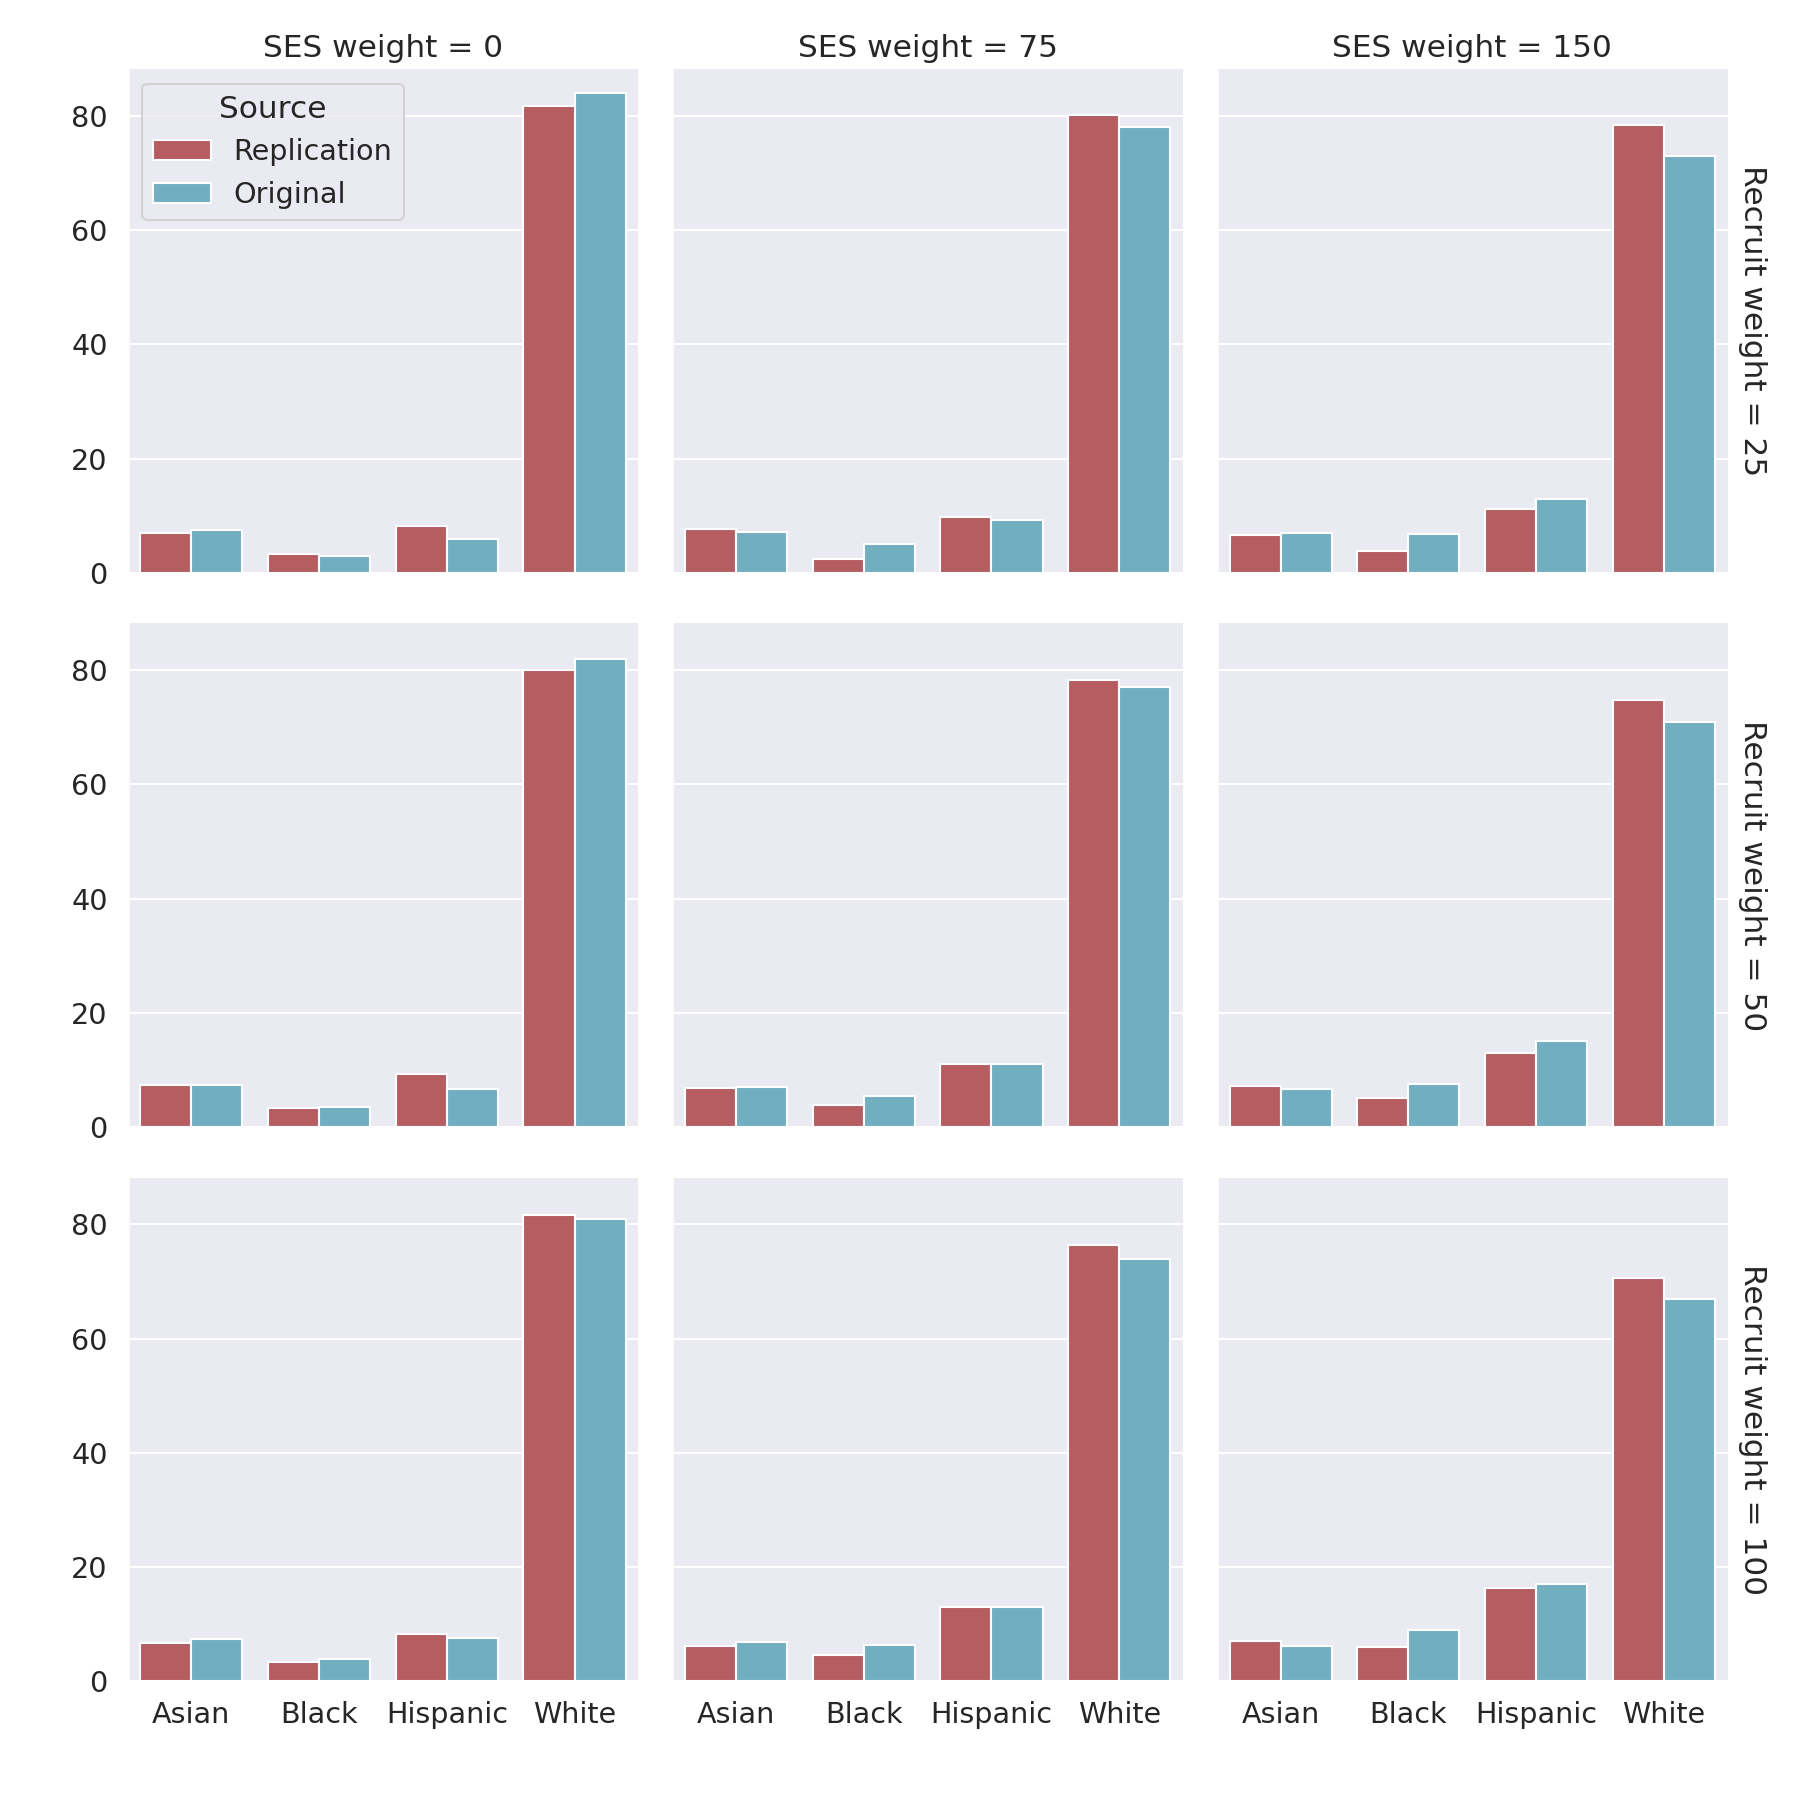 SES weight = 0
SES weight = 75
SES weight = 150
Source
Replication
Original
80
60
40
20
0
Recruit weight = 25
80
60
40
20
0
Recruit weight = 50
80
60
40
20
0
Recruit weight = 100
Asian Black Hispanic White
Asian Black Hispanic White
Asian Black Hispanic White